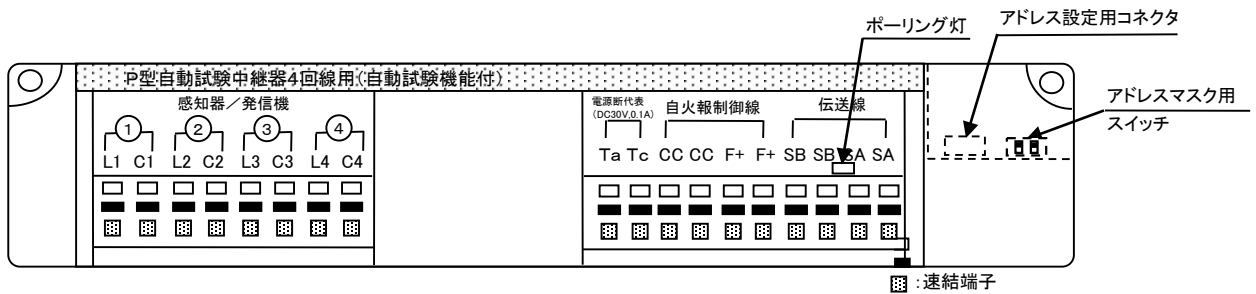 アドレス設定用コネクタ
ポーリング灯
P型自動試験中継器4回線用(自動試験機能付)
アドレスマスク用
スイッチ
感知器/発信機
① ② ③ ④
L1 C1 L2 C2 L3 C3 L4 C4
電源断代表
(DC30V,0.1A)
自火報制御線
伝送線
Ta Tc CC CC F+ F+ SB SB SA SA
:速結端子